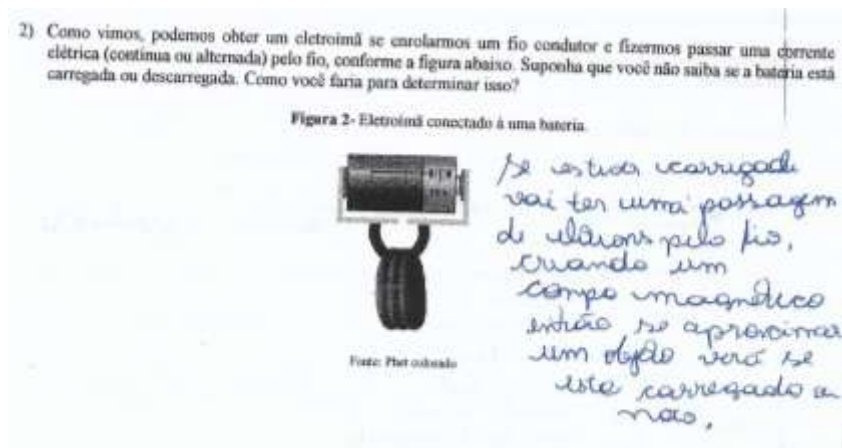 2) Como vimos, podemos obter um eletroimã se enrolarmos um fio condutor e fizermos passar uma corrente
elétrica (contínua ou alternada) pelo fio, conforme a figura abaixo. Suponha que você não saiba se a bateria está
carregada ou descarregada. Como você faria para determinar isso?
Figura 2- Eletroimã conectado à uma bateria.
se estiver carregada
vai ter uma passagem
de elétrons pelo fio,
criando um
campo magnético
então se aproximar
um objeto verá se
esta carregado ou
não.
Fonte: Phet colorado